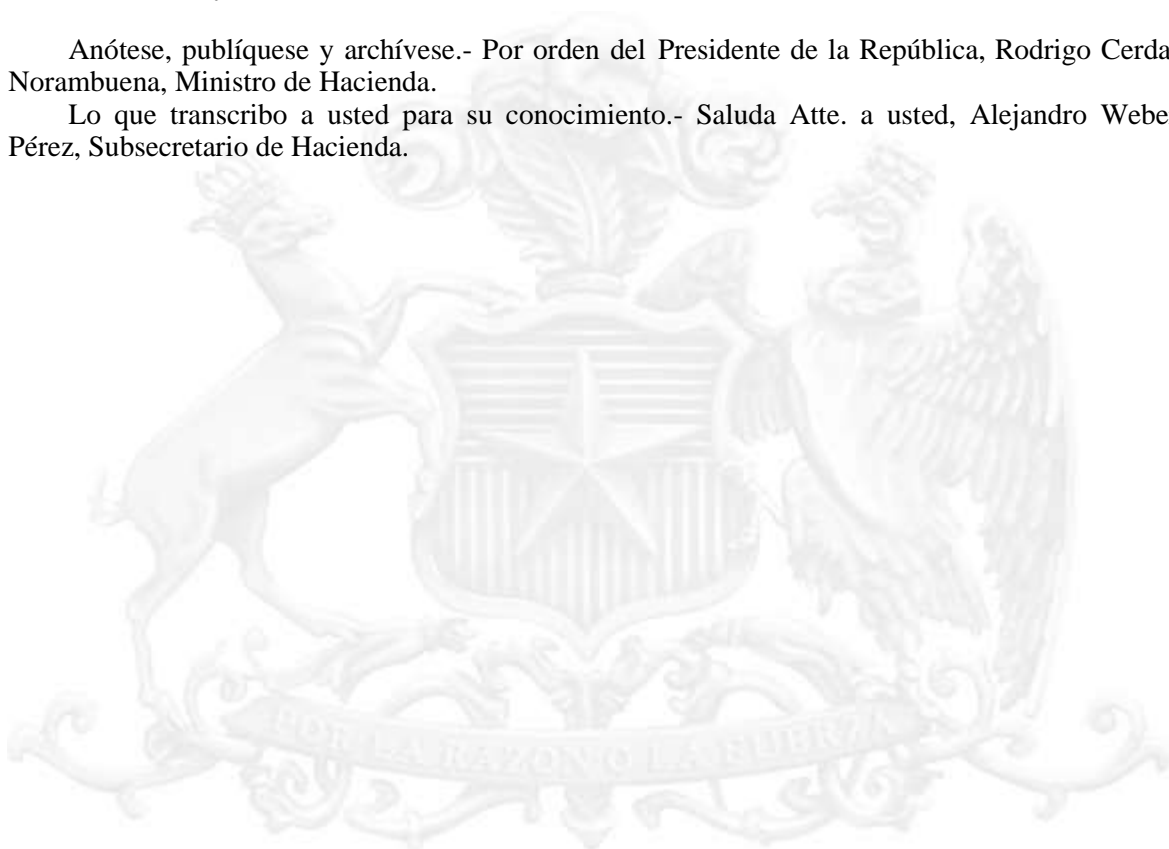 Anótese, publíquese y archívese.- Por orden del Presidente de la República, Rodrigo Cerda
Norambuena, Ministro de Hacienda.
Lo que transcribo a usted para su conocimiento.- Saluda Atte. a usted, Alejandro Webe
Pérez, Subsecretario de Hacienda.
POR LA RAZON O LA FUERZA